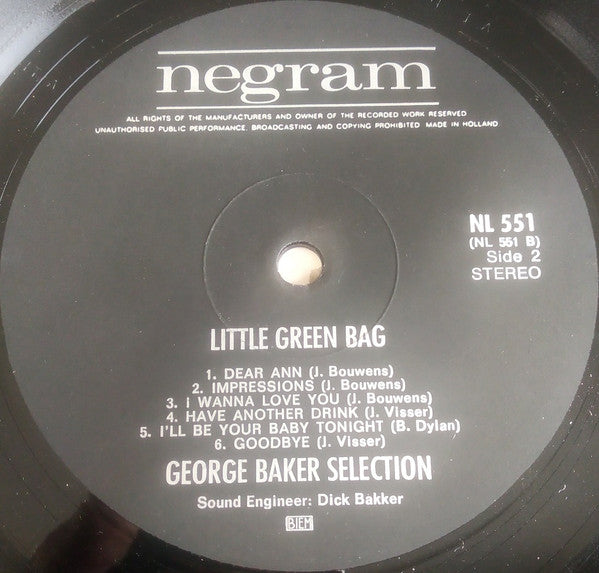 negram
ALL RIGHTS OF THE MANUFACTURERS AND OWNER OF THE RECORDED WORK RESERVED
UNAUTHORISED PUBLIC PERFORMANCE. BROADCASTING AND COPYING PROHIBITED MADE IN HOLLAND
NL 551
(NL 551 B)
Side 2
STEREO
LITTLE GREEN BAG
1. DEAR ANN (J. Bouwens)
2. IMPRESSIONS (J. Bouwens)
3. I WANNA LOVE YOU (J. Bouwens)
4. HAVE ANOTHER DRINK (J. Visser)
5. I'LL BE YOUR BABY TONIGHT (B. Dylan)
6. GOODBYE (J. Visser)
GEORGE BAKER SELECTION
Sound Engineer: Dick Bakker
BIEM